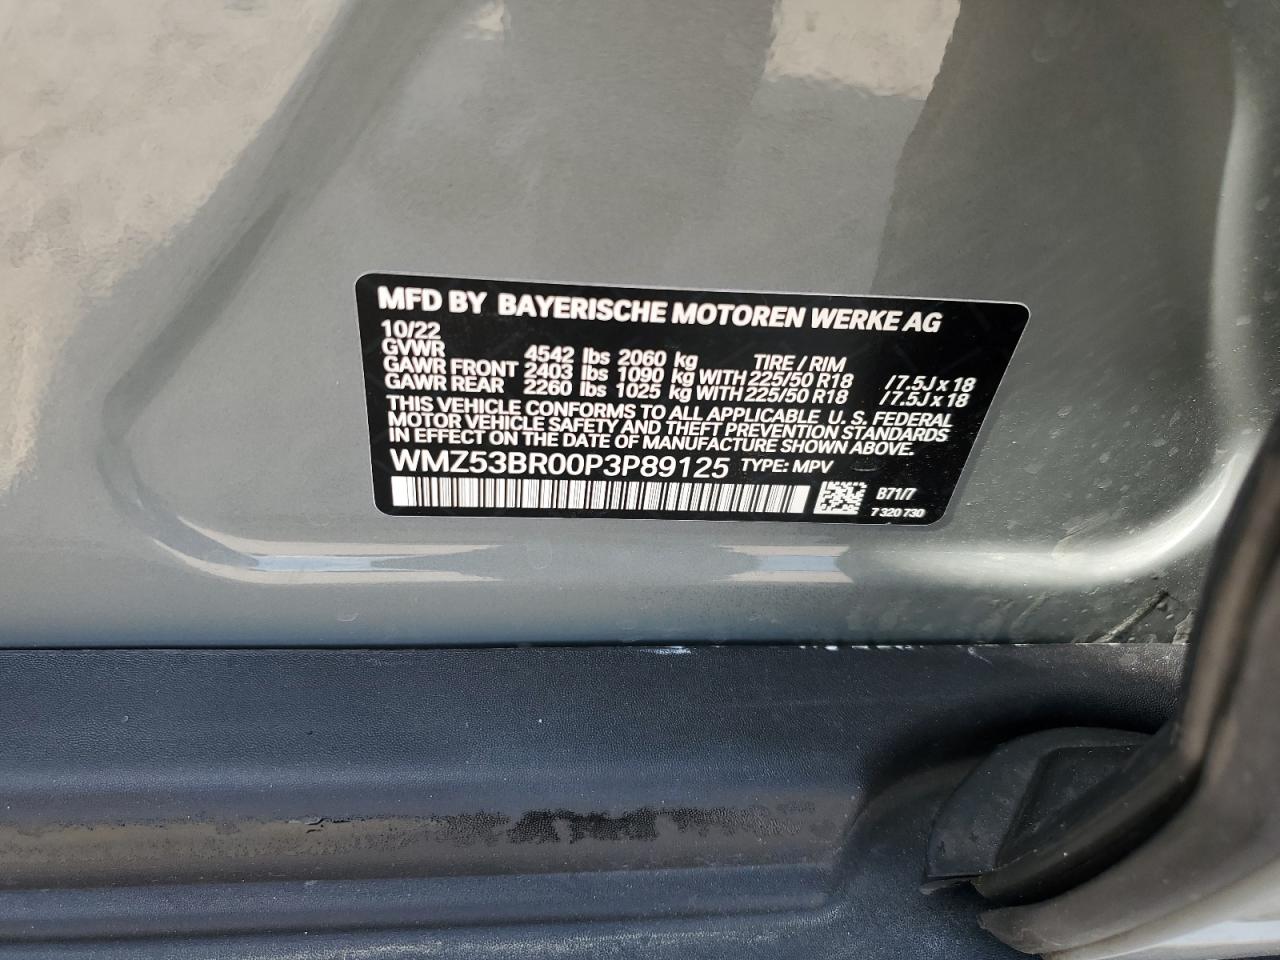 MFD BY BAYERISCHE MOTOREN WERKE AG
10/22
GVWR 4542 lbs 2060 kg TIRE / RIM
GAWR FRONT 2403 lbs 1090 kg WITH 225/50 R18 /7.5J x 18
GAWR REAR 2260 lbs 1025 kg WITH 225/50 R18 /7.5J x 18
THIS VEHICLE CONFORMS TO ALL APPLICABLE U. S. FEDERAL
MOTOR VEHICLE SAFETY AND THEFT PREVENTION STANDARDS
IN EFFECT ON THE DATE OF MANUFACTURE SHOWN ABOVE.
WMZ53BR00P3P89125 TYPE: MPV
B71/7
7 320 730